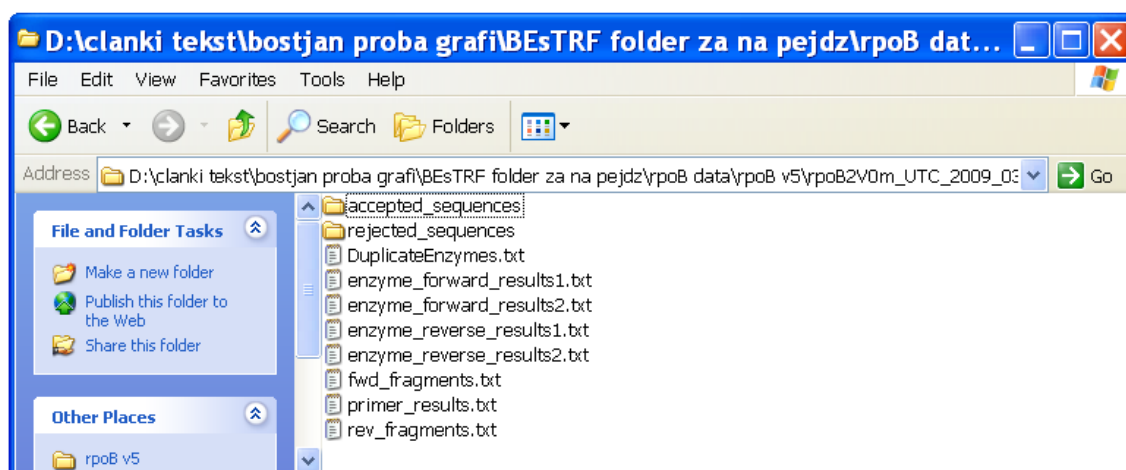 D:\clanki tekst\bostjan proba grafi\BEsTRF folder za na pejdz\rpoB dat...
File Edit View Favorites Tools Help
Back Search Folders
Address D:\clanki tekst\bostjan proba grafi\BEsTRF folder za na pejdz\rpoB data\rpoB v5\rpoB2V0m_UTC_2009_03 Go
File and Folder Tasks
Make a new folder
Publish this folder to
the Web
Share this folder
Other Places
rpoB v5
accepted_sequences
rejected_sequences
DuplicateEnzymes.txt
enzyme_forward_results1.txt
enzyme_forward_results2.txt
enzyme_reverse_results1.txt
enzyme_reverse_results2.txt
fwd_fragments.txt
primer_results.txt
rev_fragments.txt